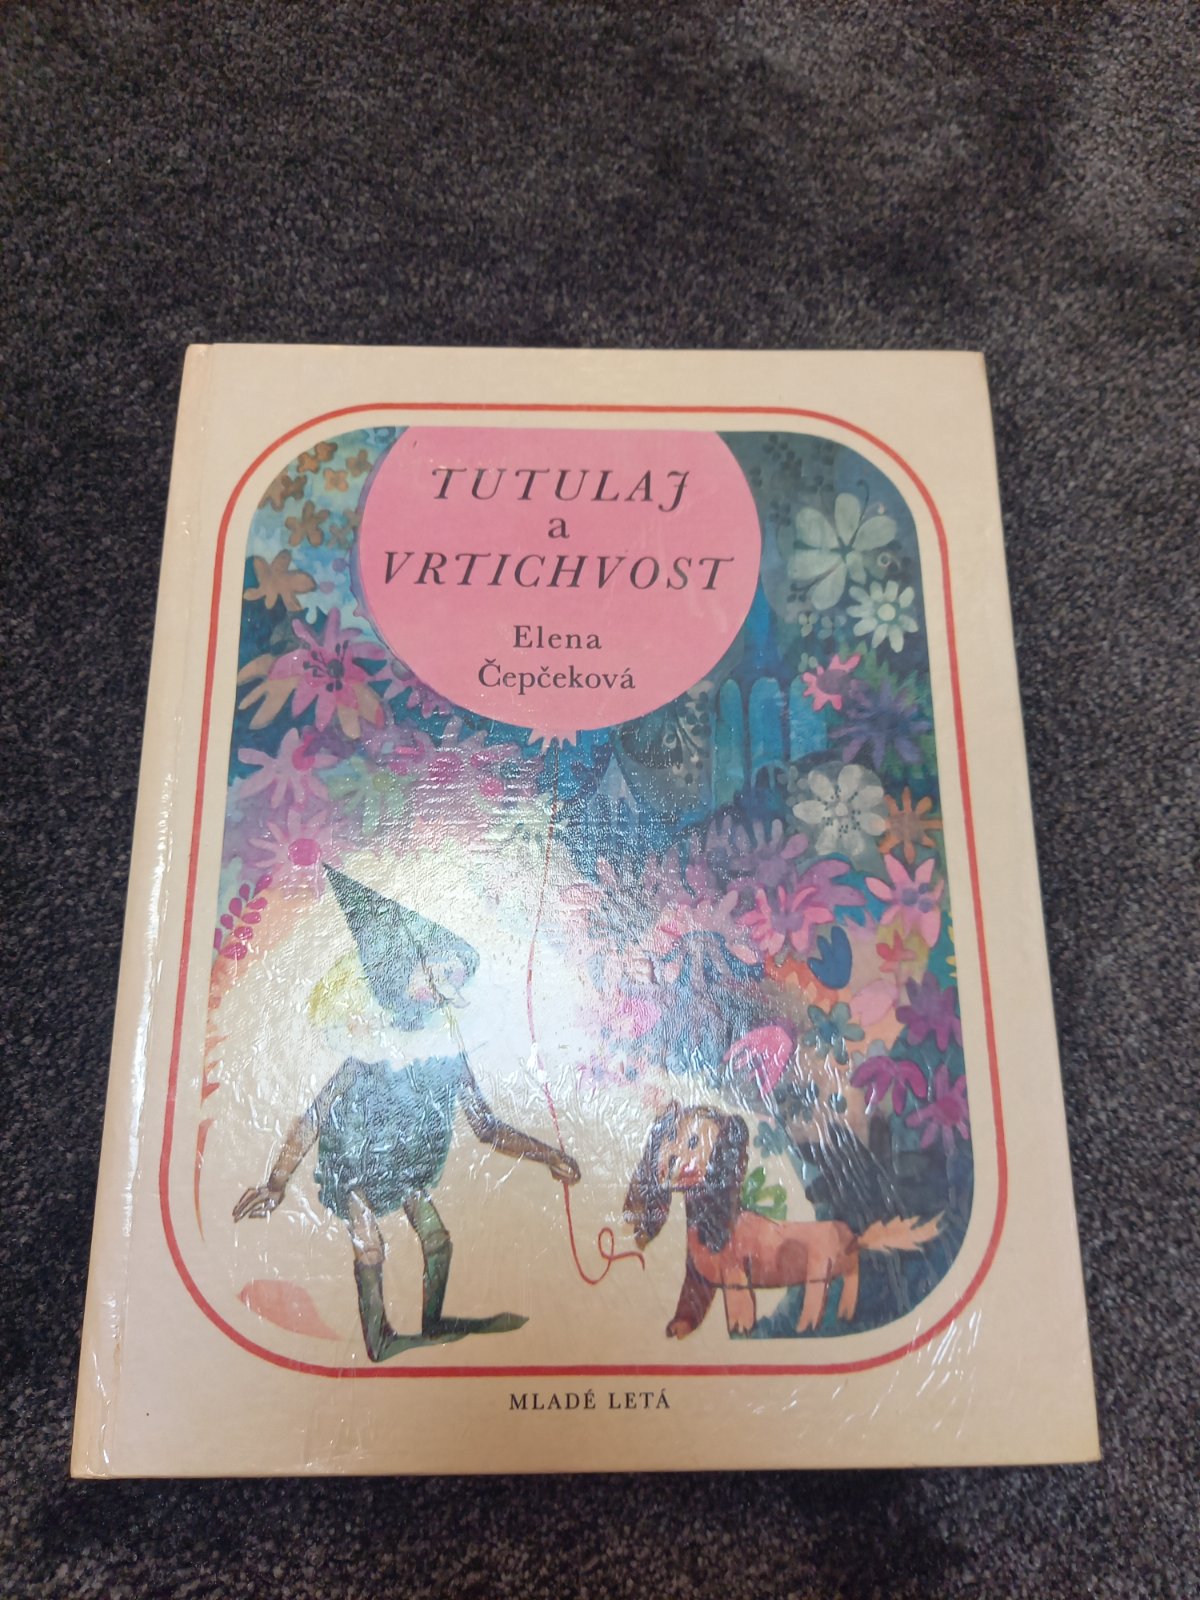 TUTULAJ
a
VRTICHVOST
Elena
Čepčeková
MLADÉ LETÁ